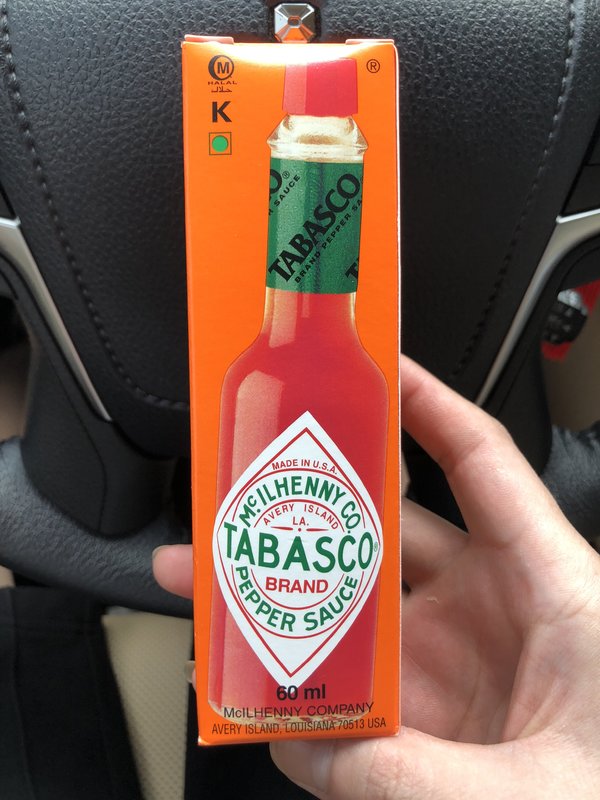 M
HALAL
حلال
K
®
O®
R SAUCE
TABASCO
BRAND PEPPER SA
MADE IN U.S.A.
McILHENNY CO
AVERY ISLAND
LA.
TABASCO®
BRAND
PEPPER SAUCE
60 ml
McILHENNY COMPANY
AVERY ISLAND, LOUISIANA 70513 USA